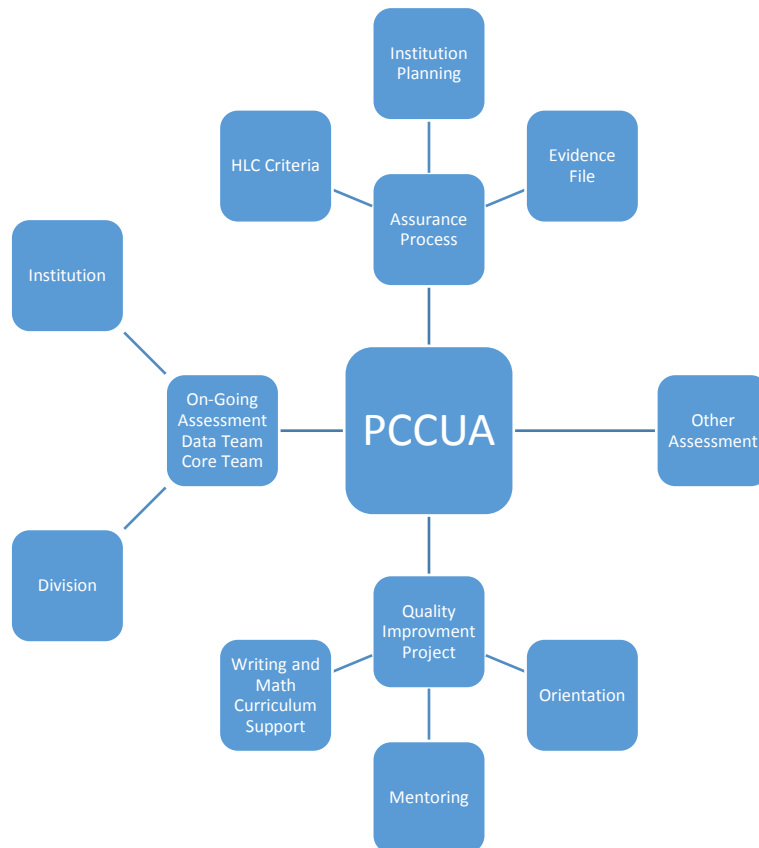 Institution
Planning
HLC Criteria
Evidence
File
Assurance
Process
Institution
On-Going
Assessment
Data Team
Core Team
PCCUA
Other
Assessment
Division
Quality
Improvment
Project
Writing and
Math
Curriculum
Support
Orientation
Mentoring